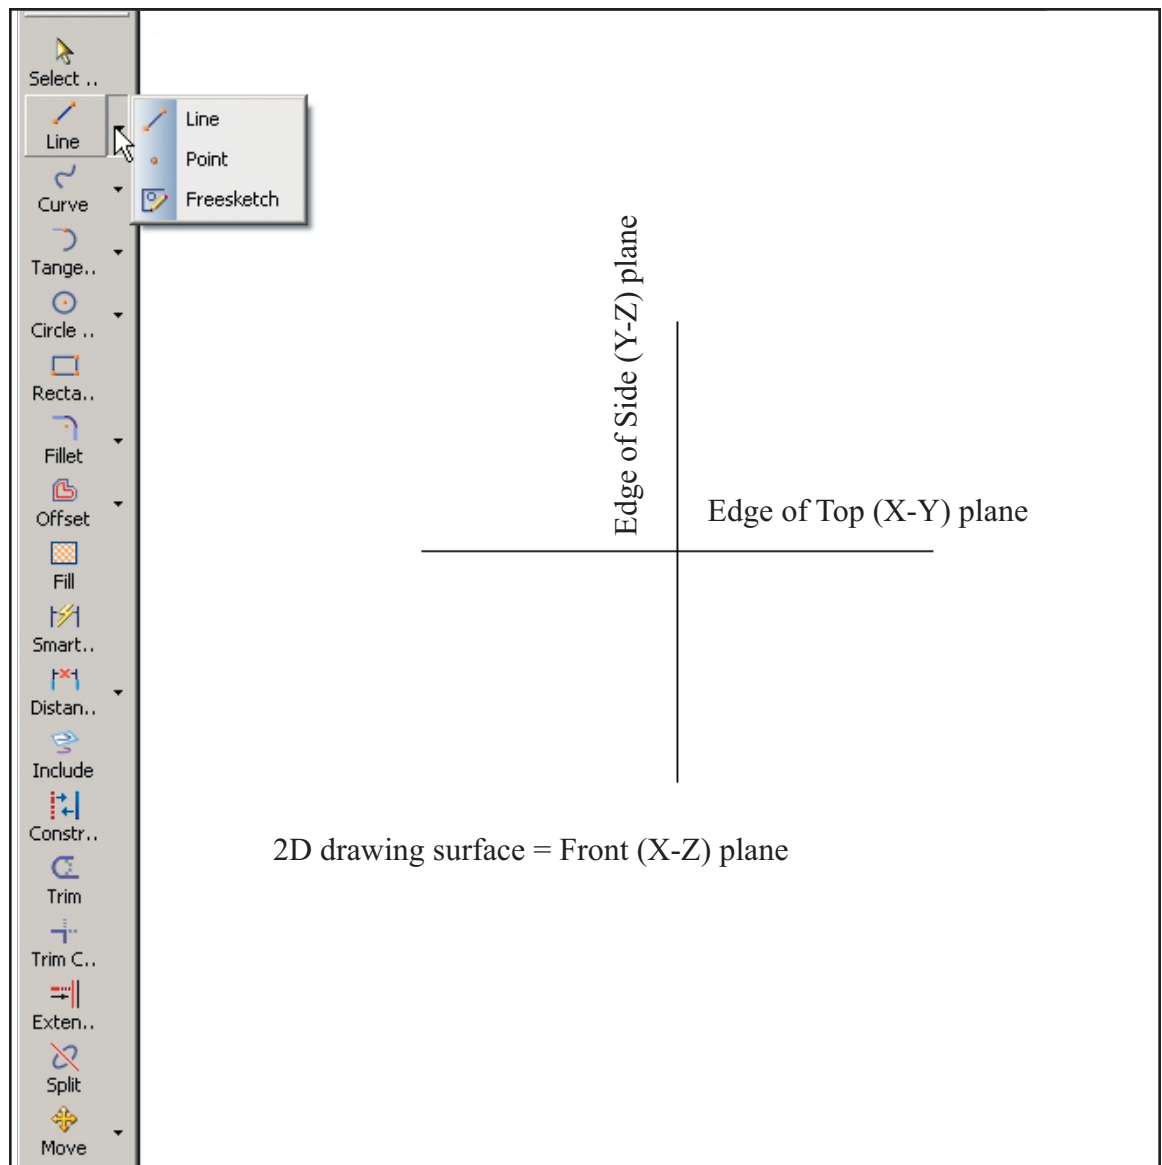 Select ..
Line
Curve
Tange..
Circle ..
Recta..
Fillet
Offset
Fill
Smart..
Distan..
Include
Constr..
Trim
Trim C..
Exten..
Split
Move
Line
Point
Freesketch
Edge of Side (Y-Z) plane
Edge of Top (X-Y) plane
2D drawing surface = Front (X-Z) plane